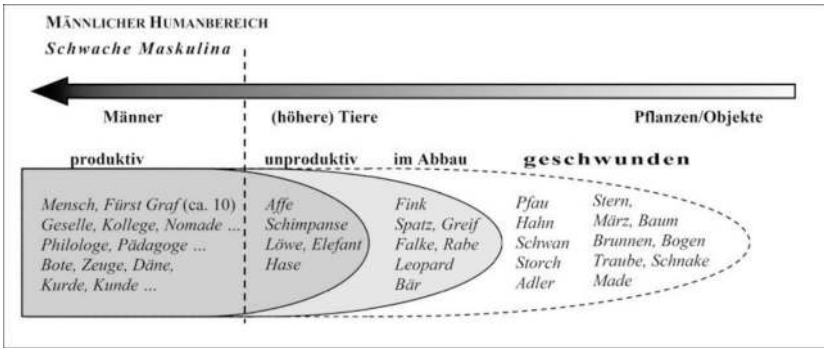 MÄNNLICHER HUMANBEREICH
Schwache Maskulina
Männer (höhere) Tiere Pflanzen/Objekte
produktiv unproduktiv im Abbau geschwunden
Mensch, Fürst Graf (ca. 10)
Geselle, Kollege, Nomade ...
Philologe, Pädagoge ...
Bote, Zeuge, Däne,
Kurde, Kunde ...
Affe
Schimpanse
Löwe, Elefant
Hase
Fink
Spatz, Greif
Falke, Rabe
Leopard
Bär
Pfau
Hahn
Schwan
Storch
Adler
Stern,
März, Baum
Brunnen, Bogen
Traube, Schnake
Made